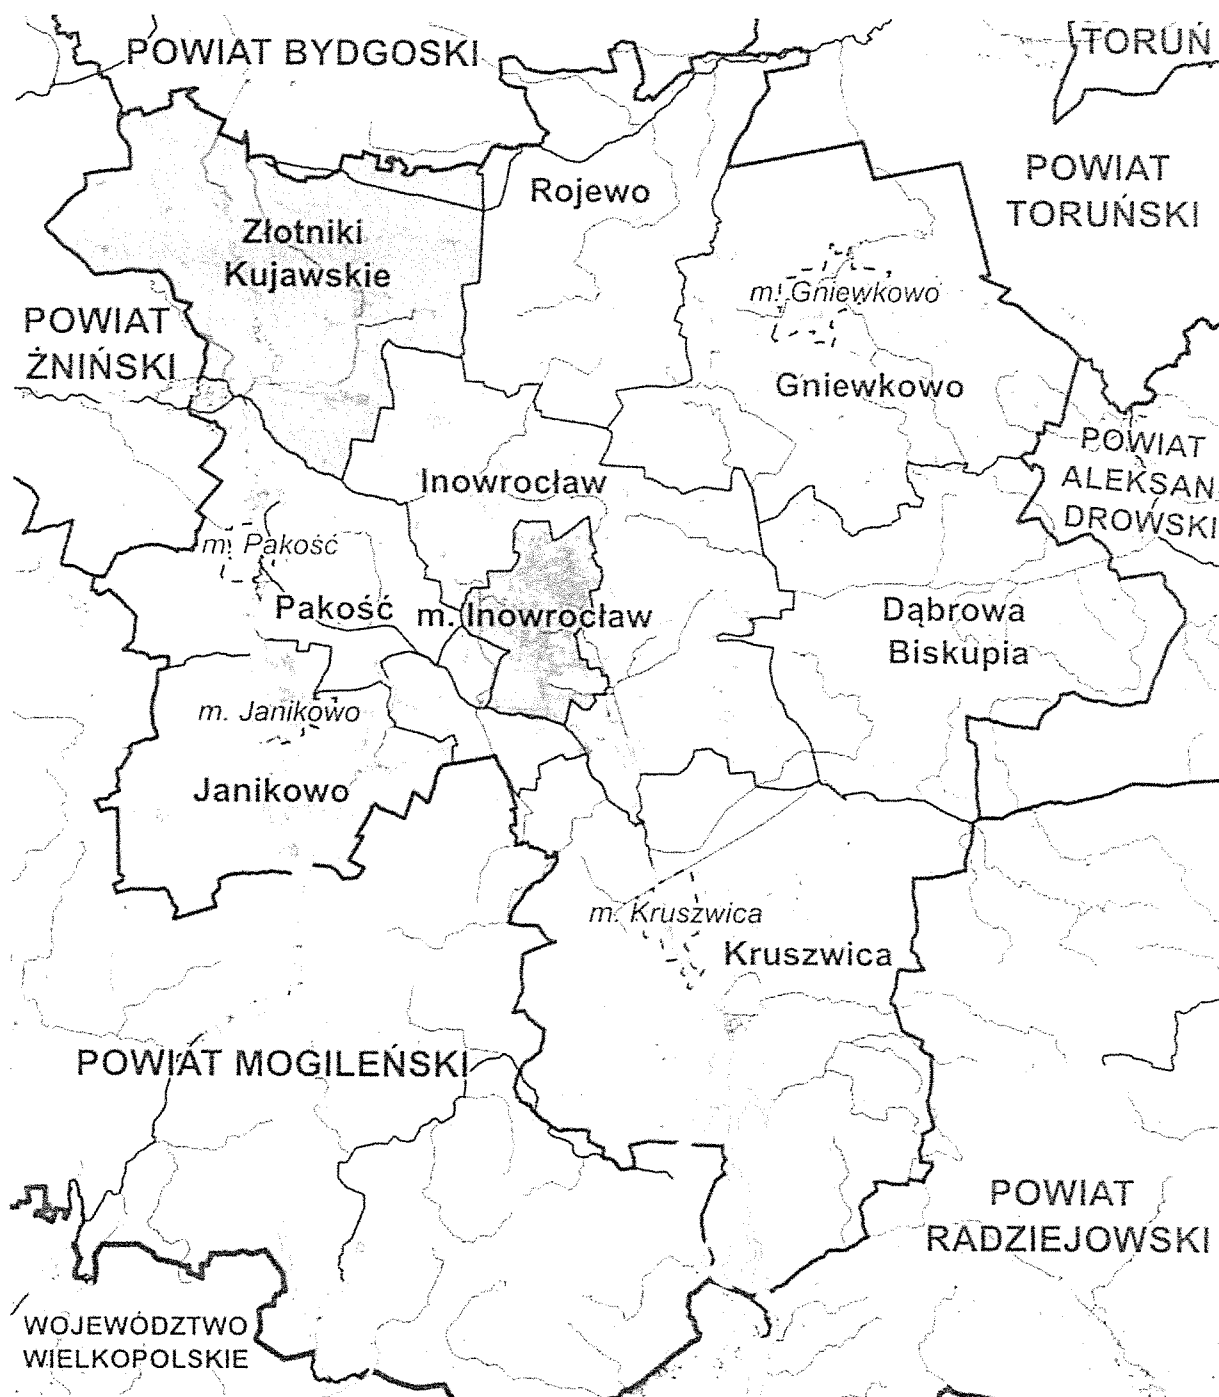 POWIAT BYDGOSKI
TORUŃ
POWIAT
TORUŃSKI
Rojewo
Złotniki
Kujawskie
m. Gniewkowo
POWIAT
ŻNIŃSKI
Gniewkowo
POWIAT
ALEKSAN
DROWSKI
Inowrocław
m. Pakość
Pakość
m. Inowrocław
Dąbrowa
Biskupia
m. Janikowo
Janikowo
m. Kruszwica
Kruszwica
POWIAT MOGILEŃSKI
POWIAT
RADZIEJOWSKI
WOJEWÓDZTWO
WIELKOPOLSKIE